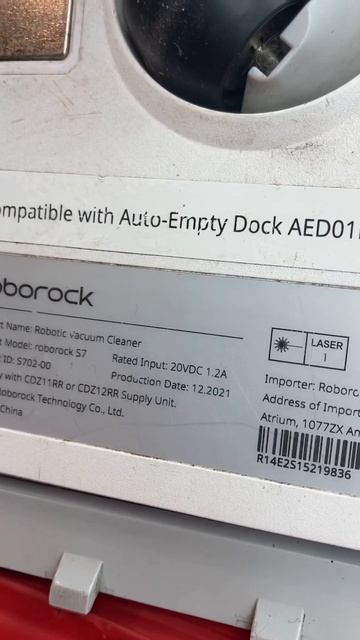 ompatible with Auto-Empty Dock AED01
oborock
ct Name: Robotic Vacuum Cleaner
t Model: roborock S7
Rated Input: 20VDC 1.2A
t ID: S702-00
Production Date: 12.2021
y with CDZ11RR or CDZ12RR Supply Unit.
Roborock Technology Co., Ltd.
China
LASER
1
Importer: Roboroc
Address of Import
Atrium, 1077ZX Am
R14E2S15219836